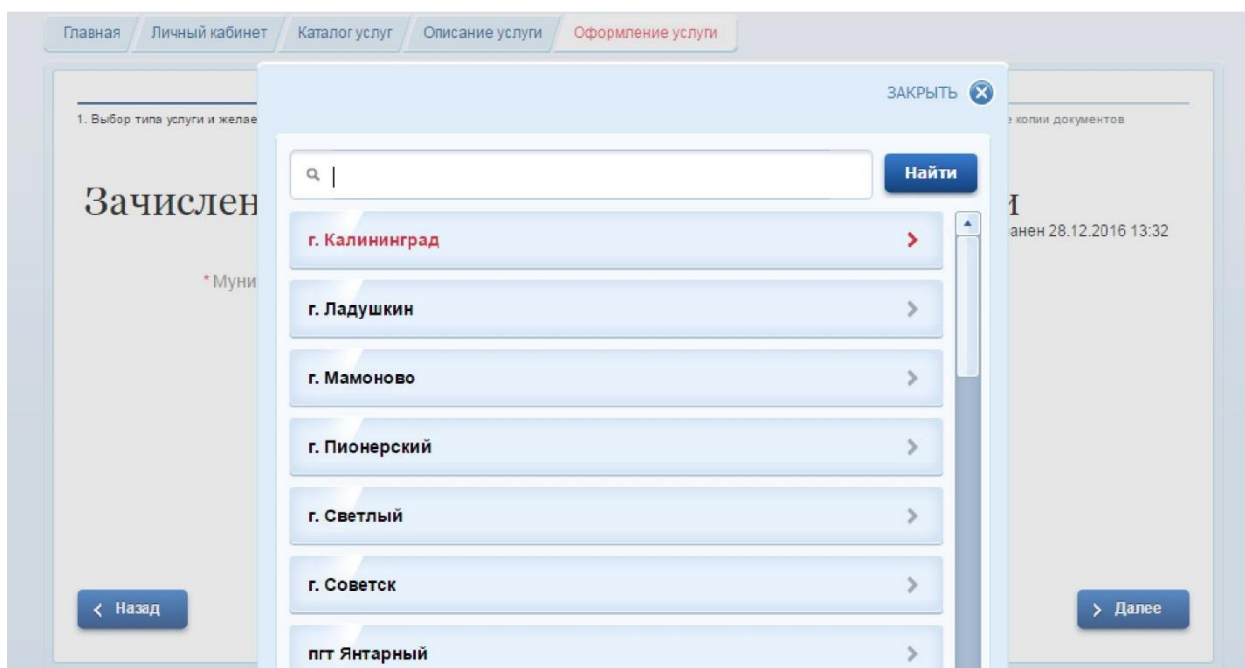 Главная Личный кабинет Каталог услуг Описание услуги Оформление услуги
ЗАКРЫТЬ
1. Выбор типа услуги и желае
копии документов
Найти
Зачислен
и
анен 28.12.2016 13:32
г. Калининград
* Муни
г. Ладушкин
г. Мамоново
г. Пионерский
г. Светлый
г. Советск
Назад
Далее
пгт Янтарный